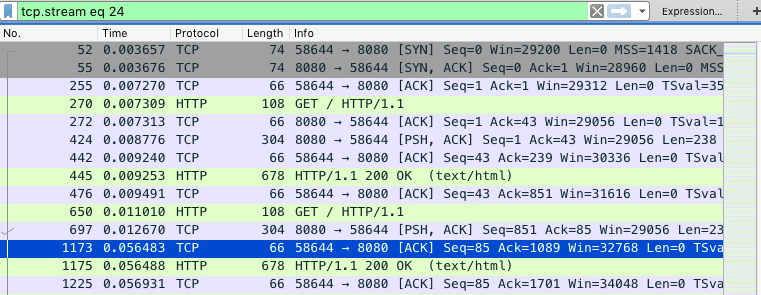 tcp.stream eq 24 Expression… +
No. Time Protocol Length Info
52 0.003657 TCP 74 58644 → 8080 [SYN] Seq=0 Win=29200 Len=0 MSS=1418 SACK_
55 0.003676 TCP 74 8080 → 58644 [SYN, ACK] Seq=0 Ack=1 Win=28960 Len=0 MSS
255 0.007270 TCP 66 58644 → 8080 [ACK] Seq=1 Ack=1 Win=29312 Len=0 TSval=35
270 0.007309 HTTP 108 GET / HTTP/1.1
272 0.007313 TCP 66 8080 → 58644 [ACK] Seq=1 Ack=43 Win=29056 Len=0 TSval=1
424 0.008776 TCP 304 8080 → 58644 [PSH, ACK] Seq=1 Ack=43 Win=29056 Len=238
442 0.009240 TCP 66 58644 → 8080 [ACK] Seq=43 Ack=239 Win=30336 Len=0 TSval
445 0.009253 HTTP 678 HTTP/1.1 200 OK (text/html)
476 0.009491 TCP 66 58644 → 8080 [ACK] Seq=43 Ack=851 Win=31616 Len=0 TSval
650 0.011010 HTTP 108 GET / HTTP/1.1
697 0.012670 TCP 304 8080 → 58644 [PSH, ACK] Seq=851 Ack=85 Win=29056 Len=23
1173 0.056483 TCP 66 58644 → 8080 [ACK] Seq=85 Ack=1089 Win=32768 Len=0 TSva
1175 0.056488 HTTP 678 HTTP/1.1 200 OK (text/html)
1225 0.056931 TCP 66 58644 → 8080 [ACK] Seq=85 Ack=1701 Win=34048 Len=0 TSva